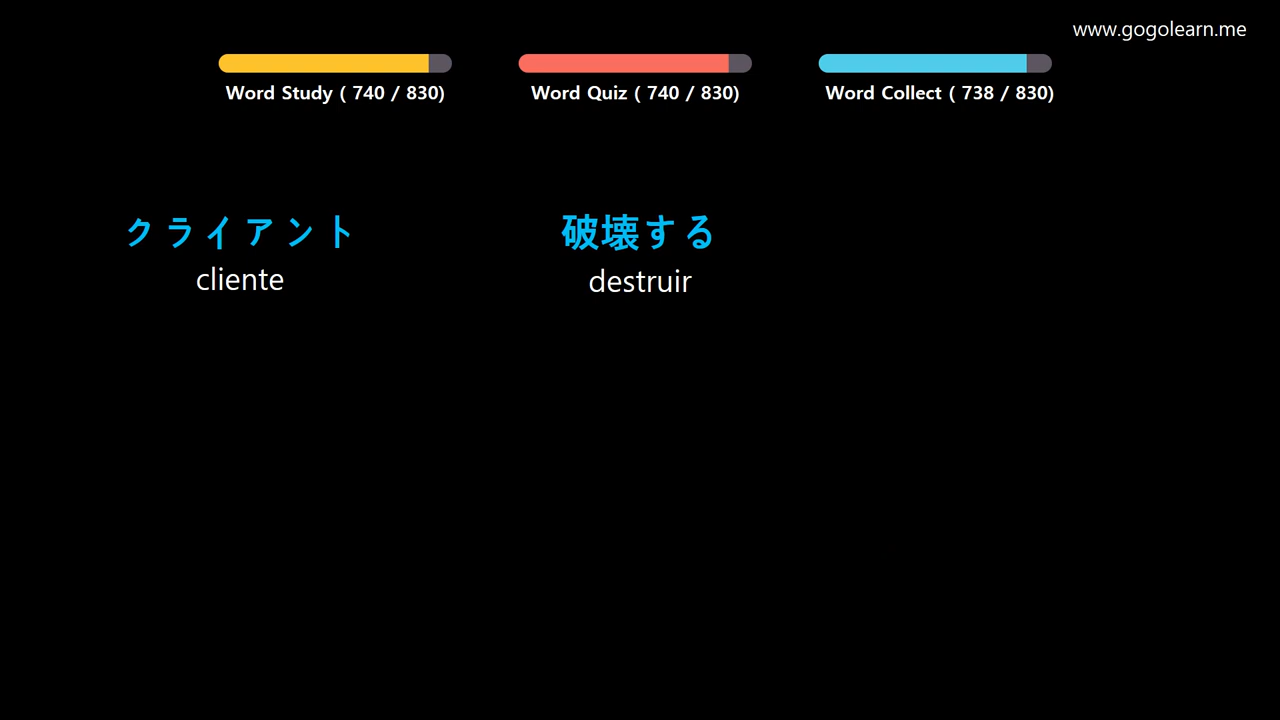 www.gogolearn.me
Word Study ( 740 / 830)
Word Quiz ( 740 / 830)
Word Collect ( 738 / 830)
クライアント
cliente
破壊する
destruir